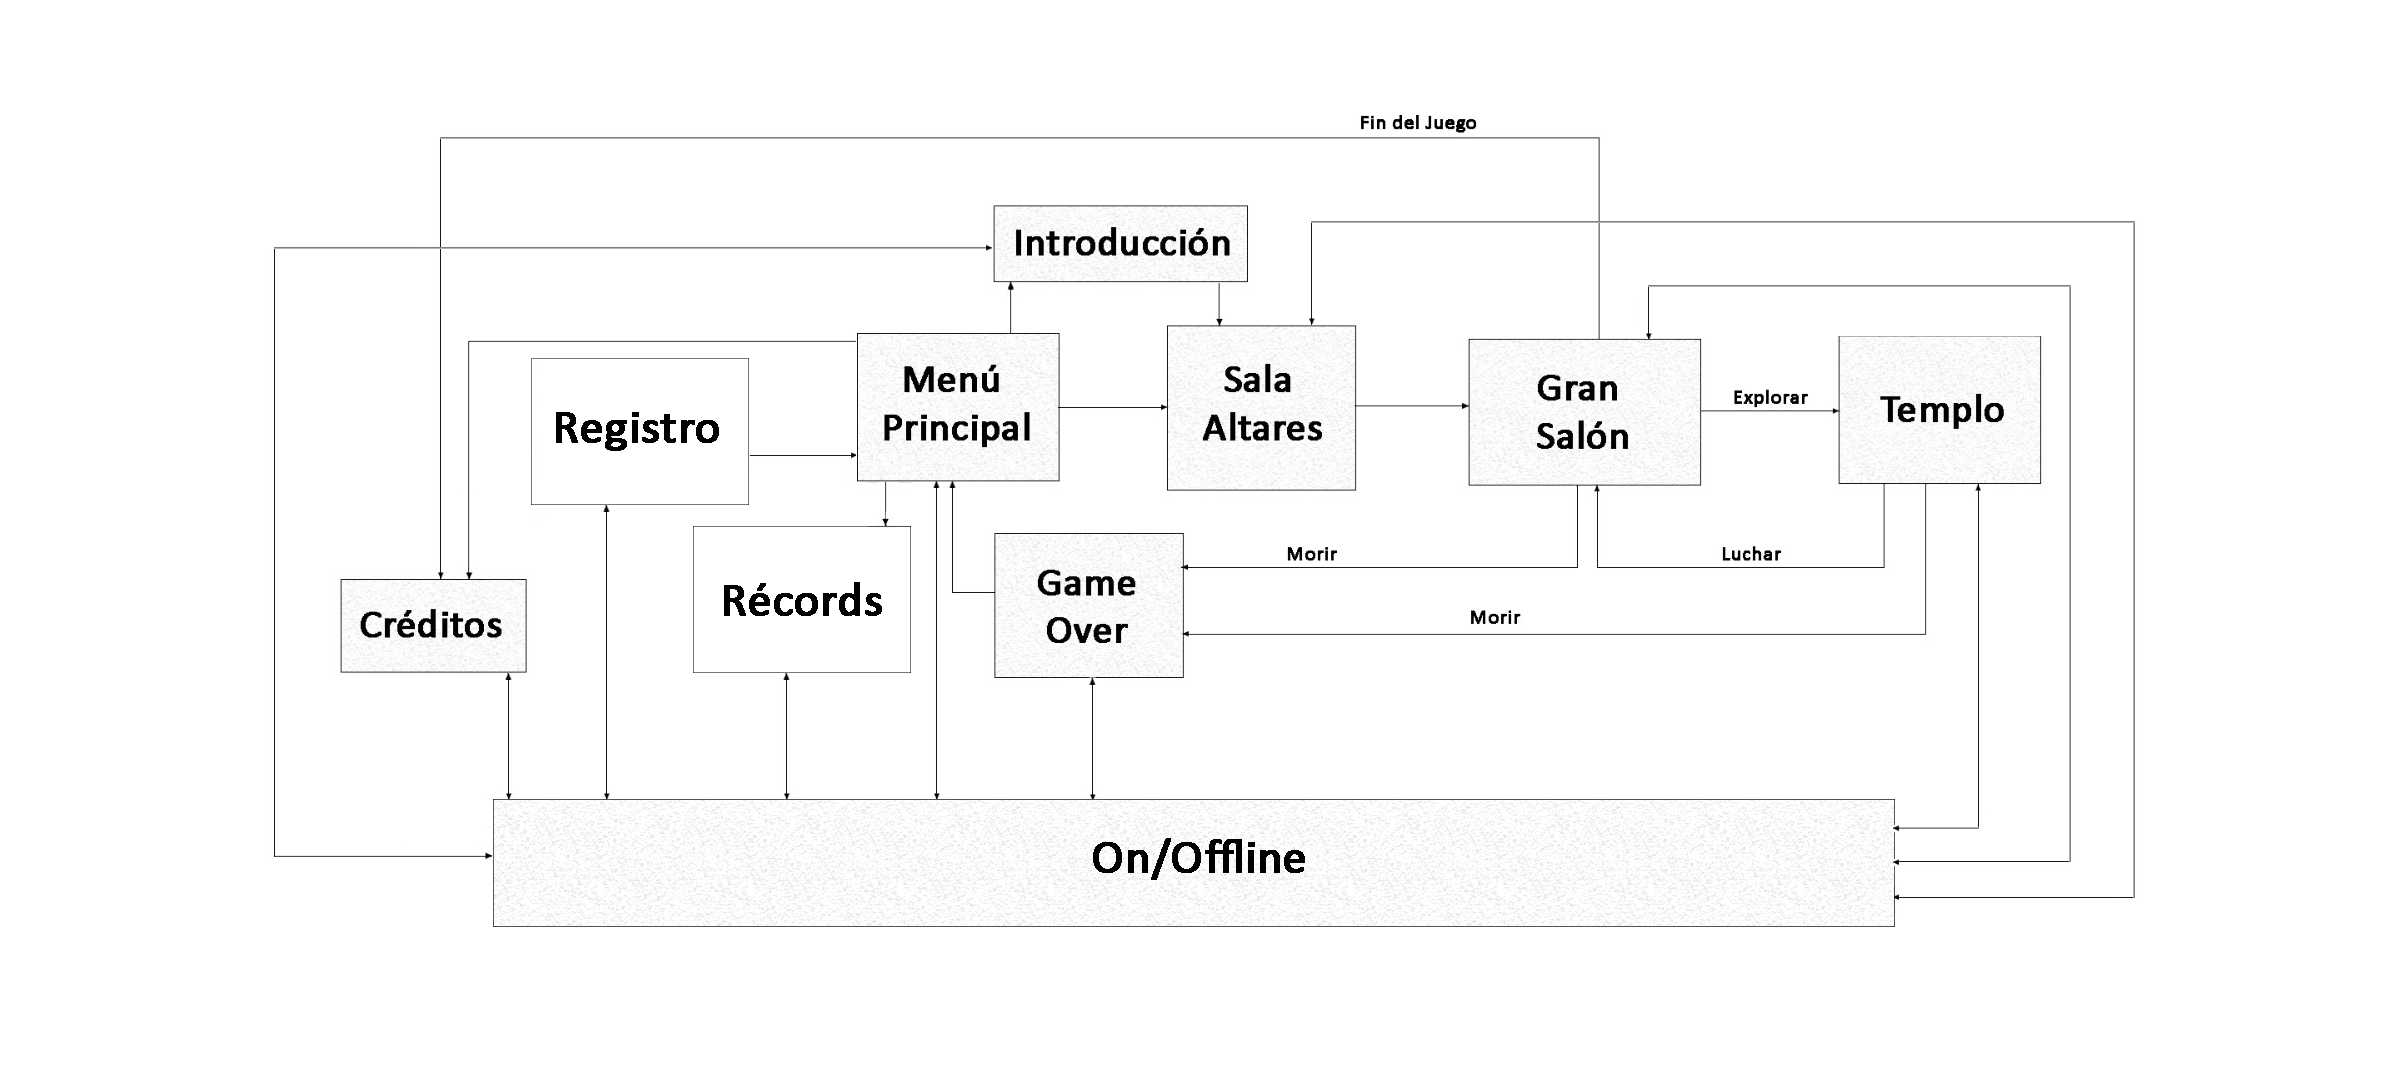 Fin del Juego
Introducción
Menú
Principal
Sala
Altares
Gran
Salón
Explorar
Templo
Registro
Récords
Créditos
Game
Over
Morir
Luchar
Morir
On/Offline